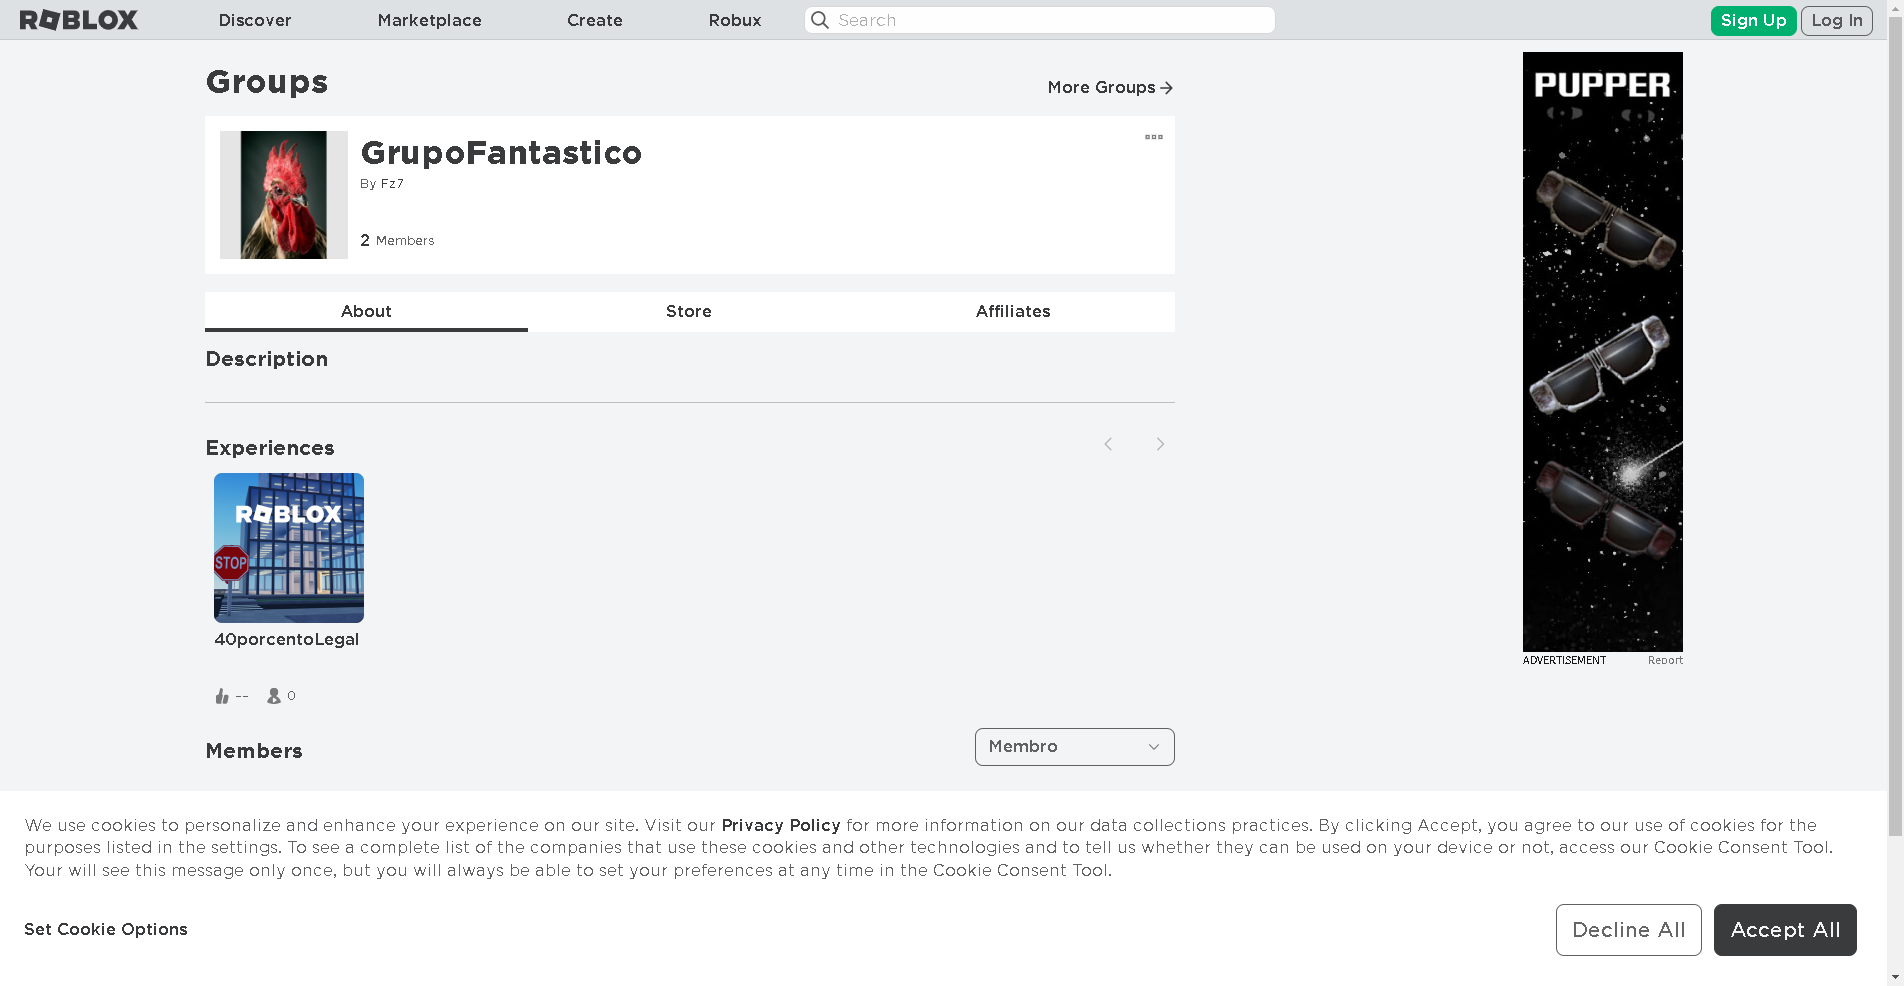 ROBLOX
Discover
Marketplace
Create
Robux
Search
Sign Up
Log In
Groups
More Groups
GrupoFantastico
By Fz7
2 Members
About
Store
Affiliates
Description
Experiences
ROBLOX
STOP
40porcentoLegal
--
0
Members
Membro
PUPPER
ADVERTISEMENT
Report
We use cookies to personalize and enhance your experience on our site. Visit our Privacy Policy for more information on our data collections practices. By clicking Accept, you agree to our use of cookies for the
purposes listed in the settings. To see a complete list of the companies that use these cookies and other technologies and to tell us whether they can be used on your device or not, access our Cookie Consent Tool.
Your will see this message only once, but you will always be able to set your preferences at any time in the Cookie Consent Tool.
Set Cookie Options
Decline All
Accept All